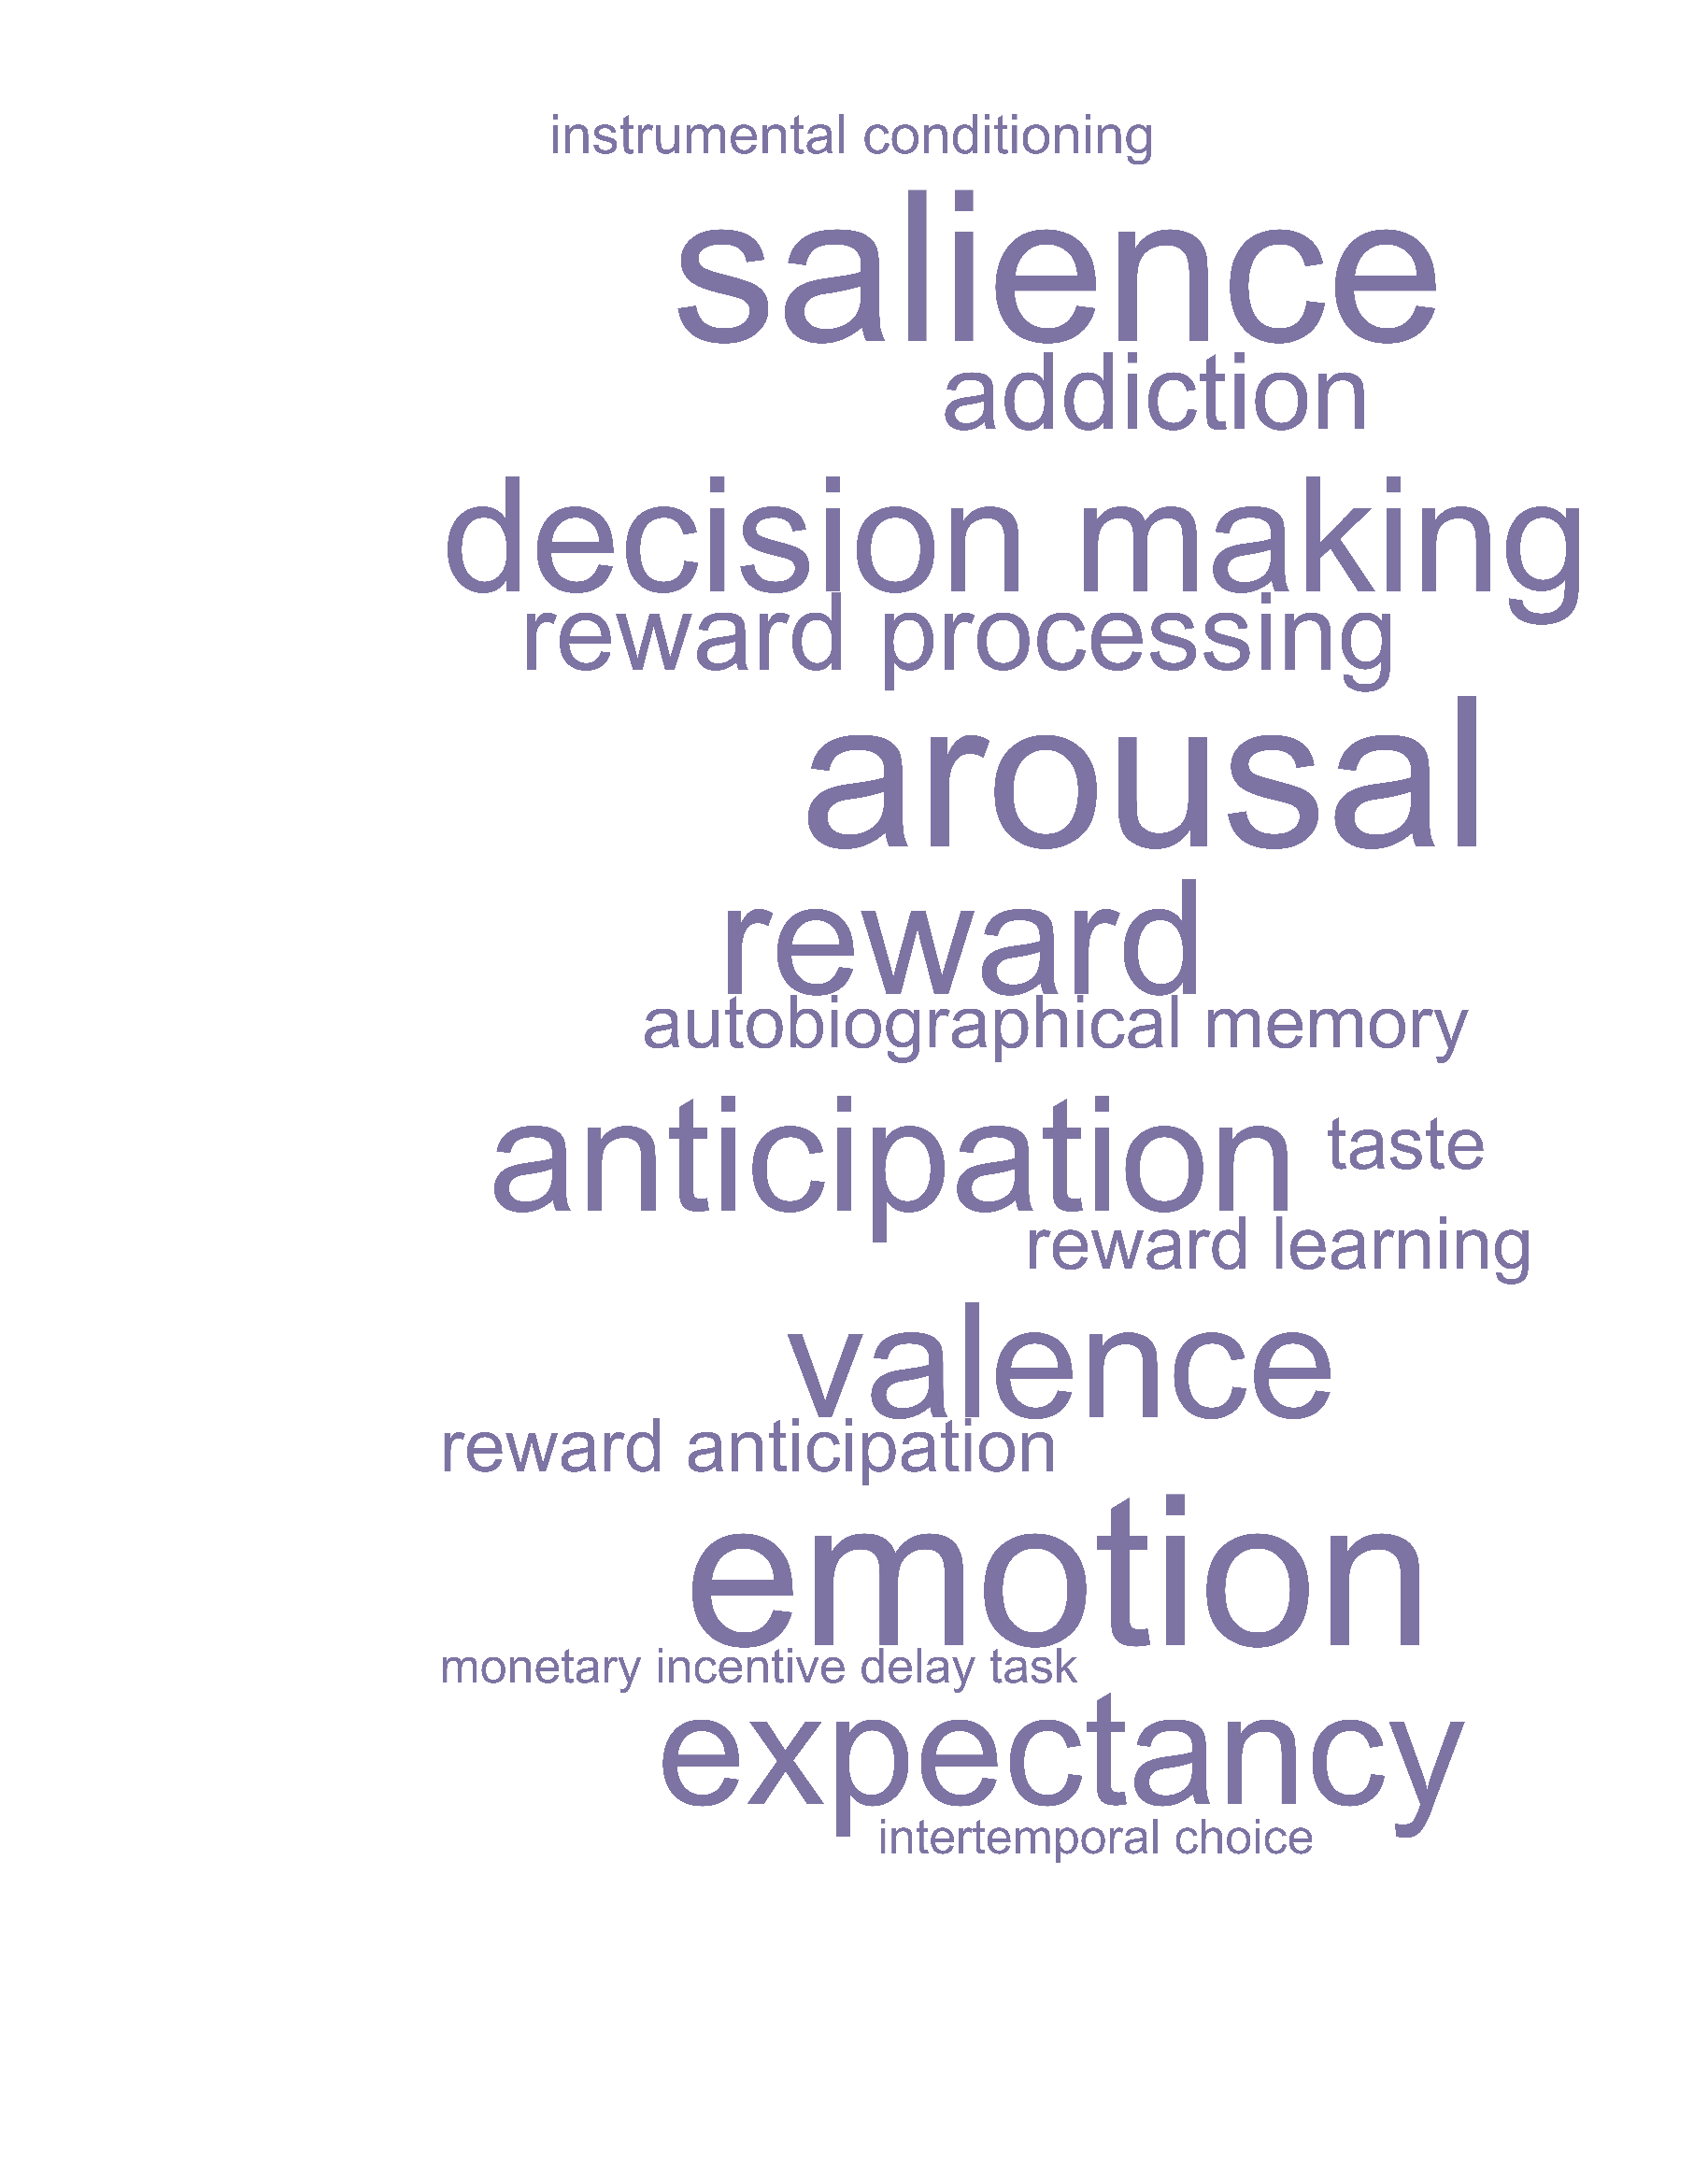 instrumental conditioning
salience
addiction
decision making
reward processing
arousal
reward
autobiographical memory
anticipation taste
reward learning
valence
reward anticipation
emotion
monetary incentive delay task
expectancy
intertemporal choice